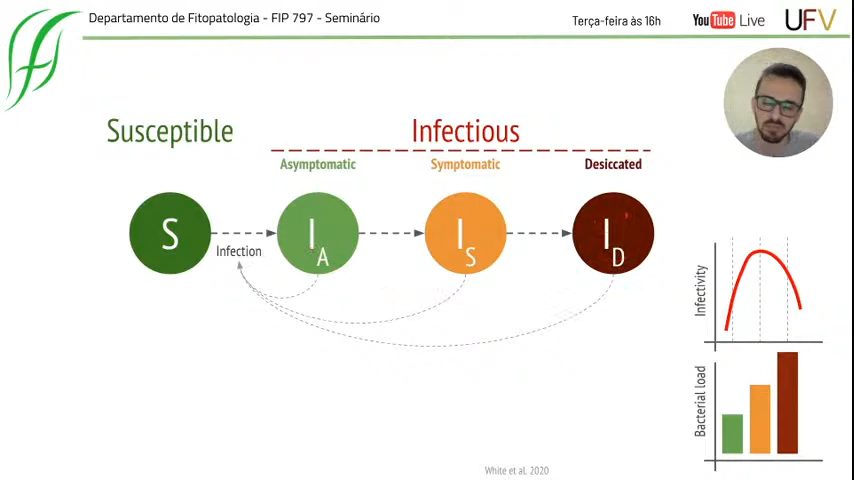 Departamento de Fitopatologia - FIP 797 - Seminário
Terça-feira às 16h
YouTube Live
UFV
Susceptible
Infectious
Asymptomatic
Symptomatic
Desiccated
S
Infection
I A
I S
I D
Infectivity
Bacterial load
White et al. 2020